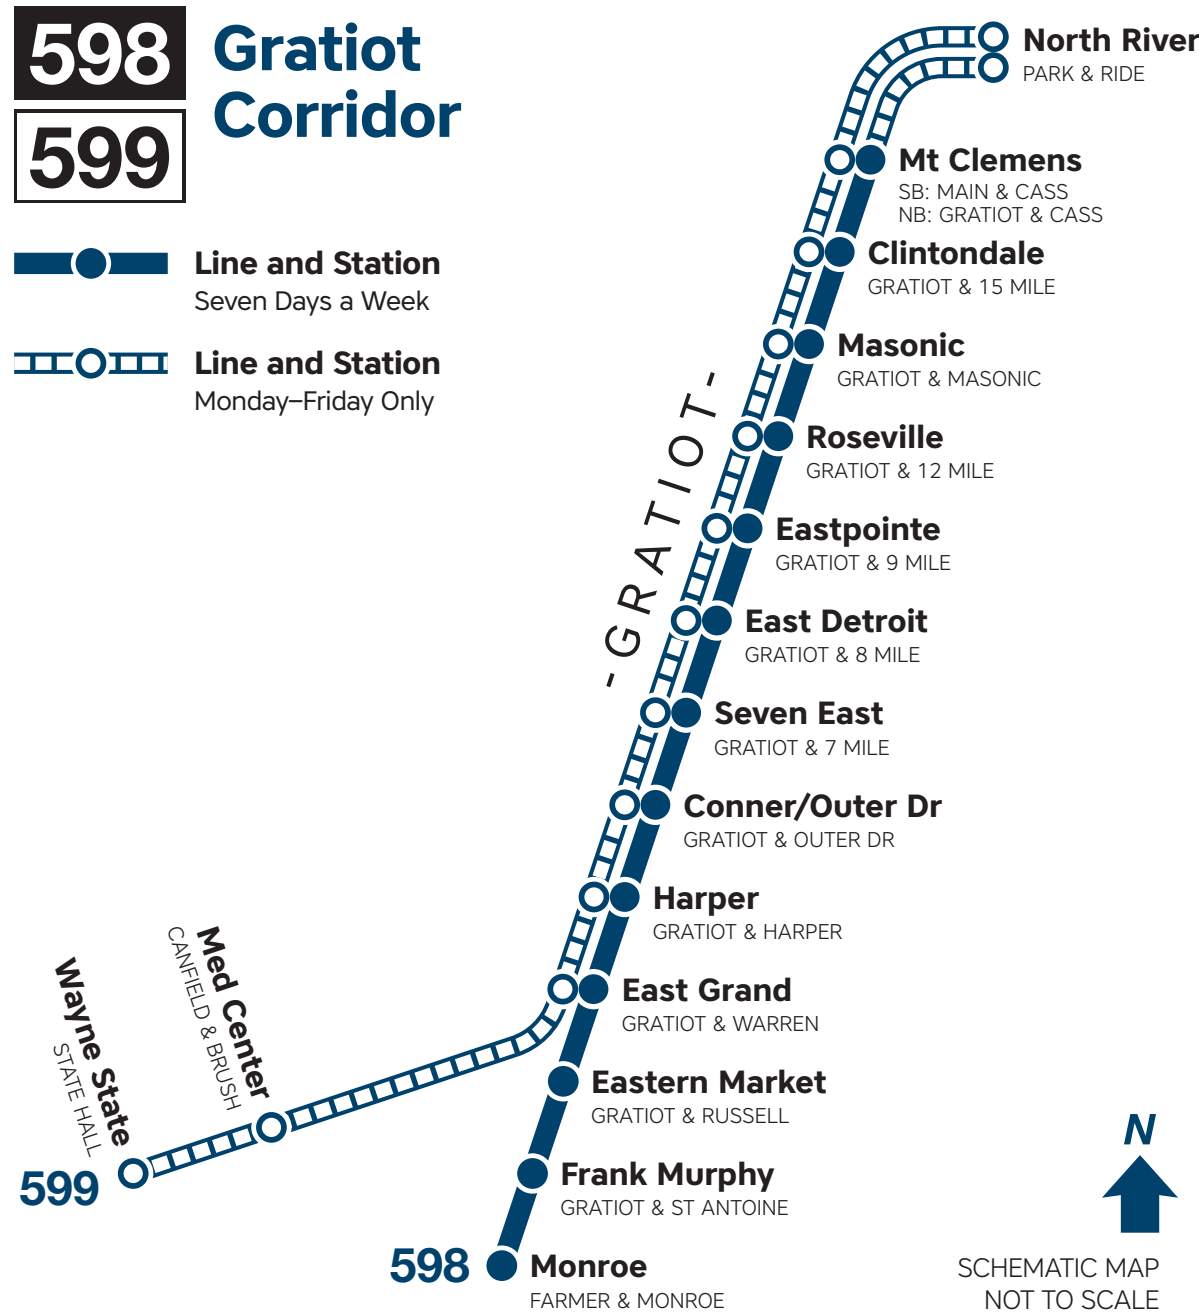 598
599
Gratiot
Corridor
Line and Station
Seven Days a Week
Line and Station
Monday–Friday Only
North River
PARK & RIDE
Mt Clemens
SB: MAIN & CASS
NB: GRATIOT & CASS
Clintondale
GRATIOT & 15 MILE
Masonic
GRATIOT & MASONIC
Roseville
GRATIOT & 12 MILE
-GRATIOT-
Eastpointe
GRATIOT & 9 MILE
East Detroit
GRATIOT & 8 MILE
Seven East
GRATIOT & 7 MILE
Conner/Outer Dr
GRATIOT & OUTER DR
Harper
GRATIOT & HARPER
East Grand
GRATIOT & WARREN
Med Center
CANFIELD & BRUSH
Wayne State
STATE HALL
599
Eastern Market
GRATIOT & RUSSELL
Frank Murphy
GRATIOT & ST ANTOINE
598
Monroe
FARMER & MONROE
N
SCHEMATIC MAP
NOT TO SCALE